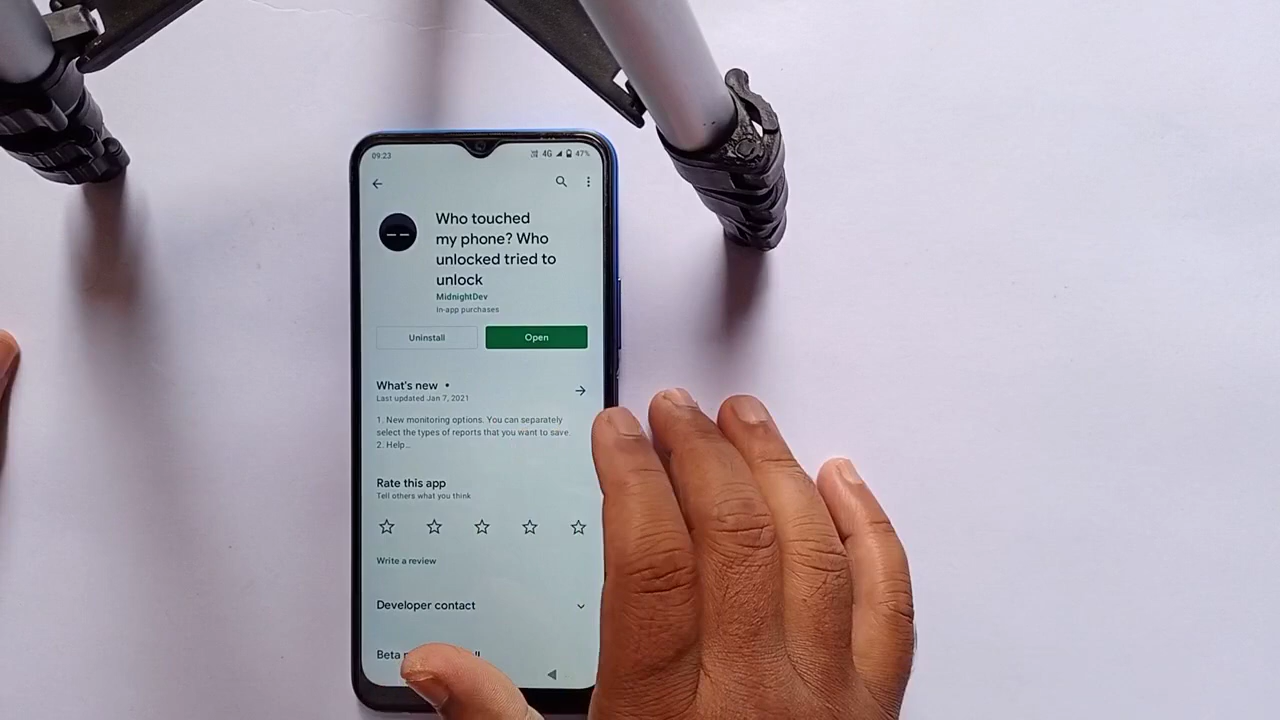 09:23
4G
47%
Who touched
my phone? Who
unlocked tried to
unlock
MidnightDev
In-app purchases
Uninstall
Open
What's new •
Last updated Jan 7, 2021
1. New monitoring options. You can separately
select the types of reports that you want to save.
2. Help...
Rate this app
Tell others what you think
Write a review
Developer contact
Beta